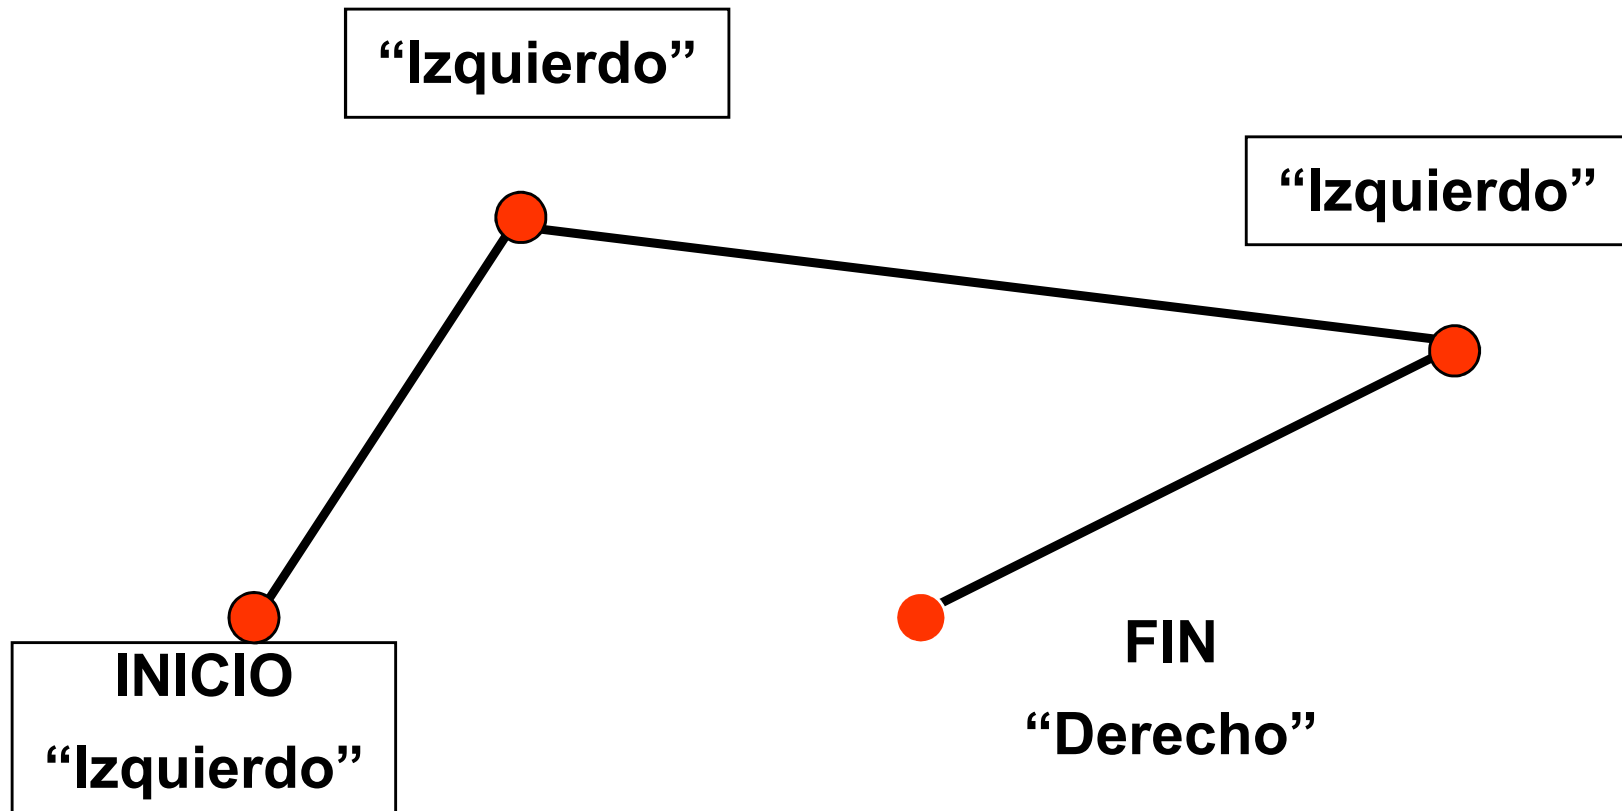 “Izquierdo”
“Izquierdo”
INICIO
“Izquierdo”
FIN
“Derecho”